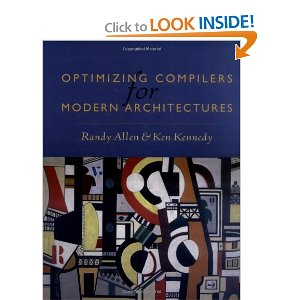 Click to LOOK INSIDE!
OPTIMIZING COMPILERS
for
MODERN ARCHITECTURES
Randy Allen & Ken Kennedy
R